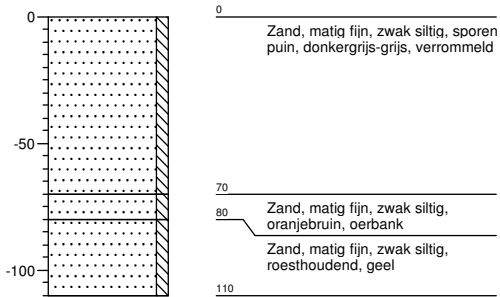 0
-50
-100
0
Zand, matig fijn, zwak siltig, sporen
puin, donkergrijs-grijs, verrommeld
70
Zand, matig fijn, zwak siltig,
oranjebruin, oerbank
80
Zand, matig fijn, zwak siltig,
roesthoudend, geel
110